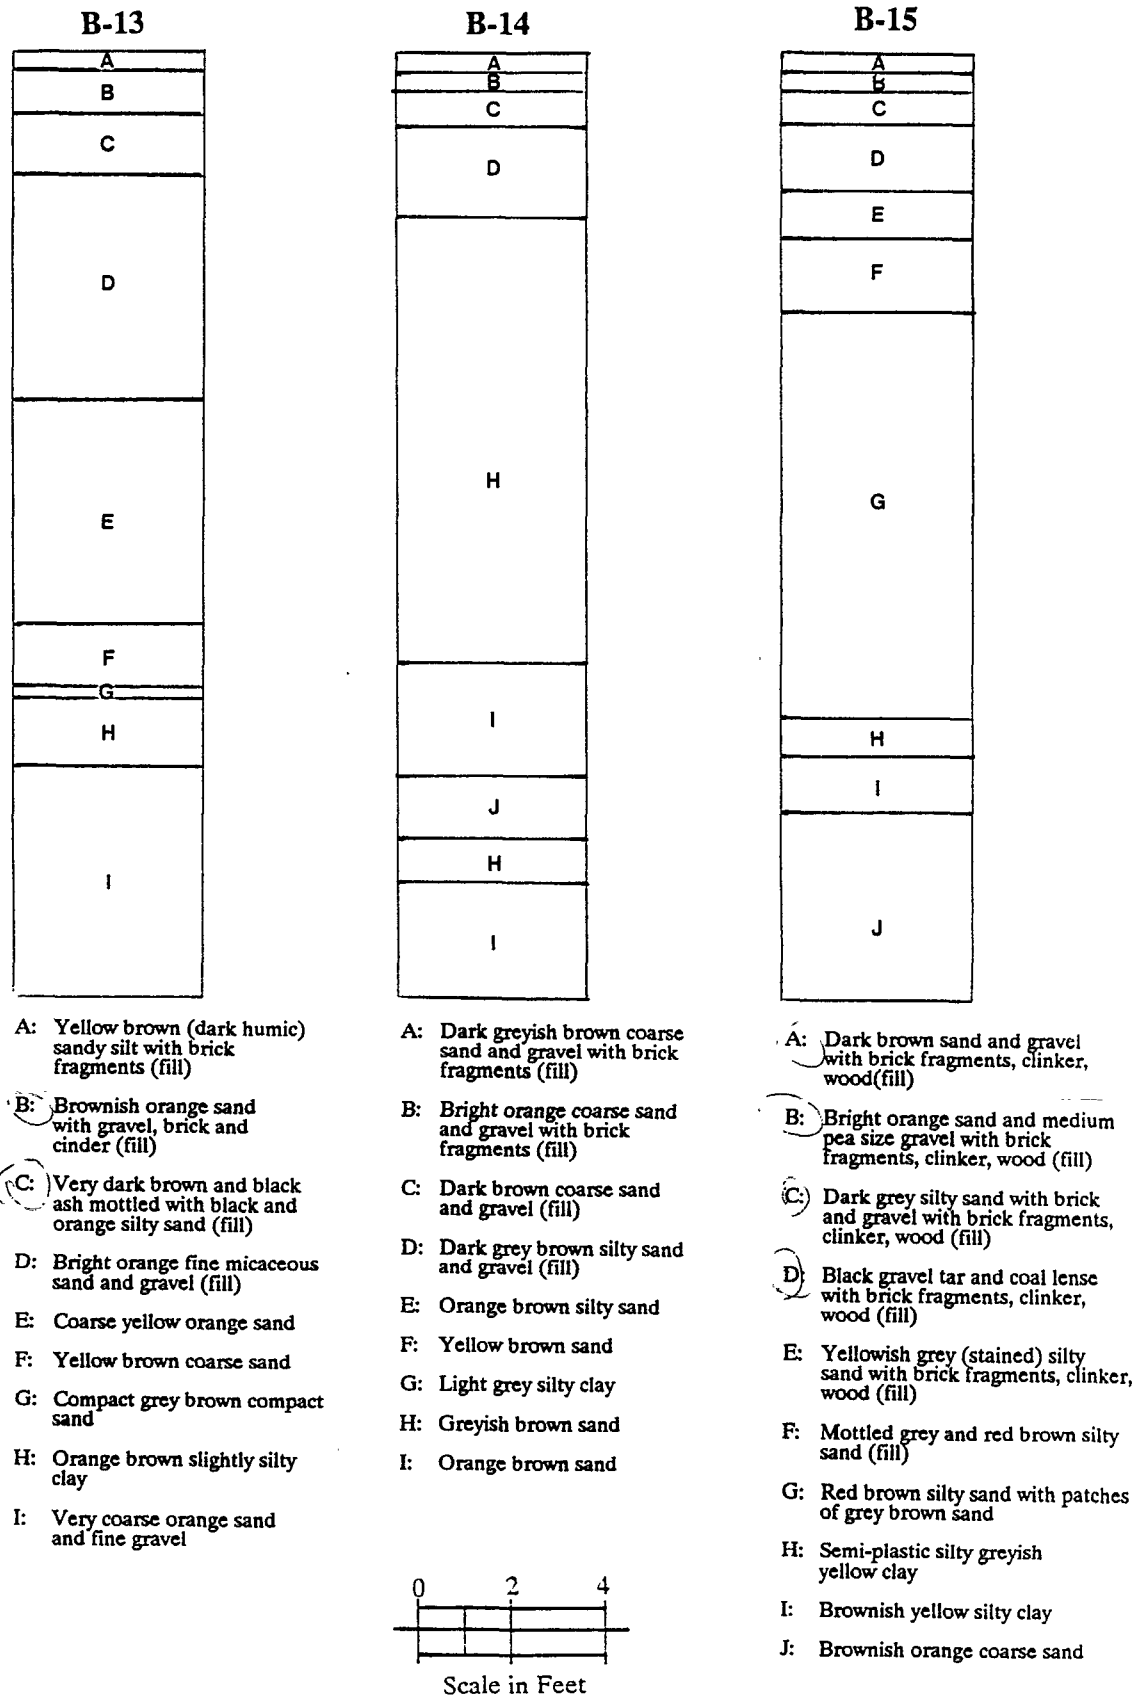 B-13
A
B
C
D
E
F
G
H
I
A: Yellow brown (dark humic)
sandy silt with brick
fragments (fill)
B: Brownish orange sand
with gravel, brick and
cinder (fill)
C: Very dark brown and black
ash mottled with black and
orange silty sand (fill)
D: Bright orange fine micaceous
sand and gravel (fill)
E: Coarse yellow orange sand
F: Yellow brown coarse sand
G: Compact grey brown compact
sand
H: Orange brown slightly silty
clay
I: Very coarse orange sand
and fine gravel
B-14
A
B
C
D
H
I
J
H
I
A: Dark greyish brown coarse
sand and gravel with brick
fragments (fill)
B: Bright orange coarse sand
and gravel with brick
fragments (fill)
C: Dark brown coarse sand
and gravel (fill)
D: Dark grey brown silty sand
and gravel (fill)
E: Orange brown silty sand
F: Yellow brown sand
G: Light grey silty clay
H: Greyish brown sand
I: Orange brown sand
0 2 4
Scale in Feet
B-15
A
B
C
D
E
F
G
H
I
J
A: Dark brown sand and gravel
with brick fragments, clinker,
wood(fill)
B: Bright orange sand and medium
pea size gravel with brick
fragments, clinker, wood (fill)
C: Dark grey silty sand with brick
and gravel with brick fragments,
clinker, wood (fill)
D: Black gravel tar and coal lense
with brick fragments, clinker,
wood (fill)
E: Yellowish grey (stained) silty
sand with brick fragments, clinker,
wood (fill)
F: Mottled grey and red brown silty
sand (fill)
G: Red brown silty sand with patches
of grey brown sand
H: Semi-plastic silty greyish
yellow clay
I: Brownish yellow silty clay
J: Brownish orange coarse sand